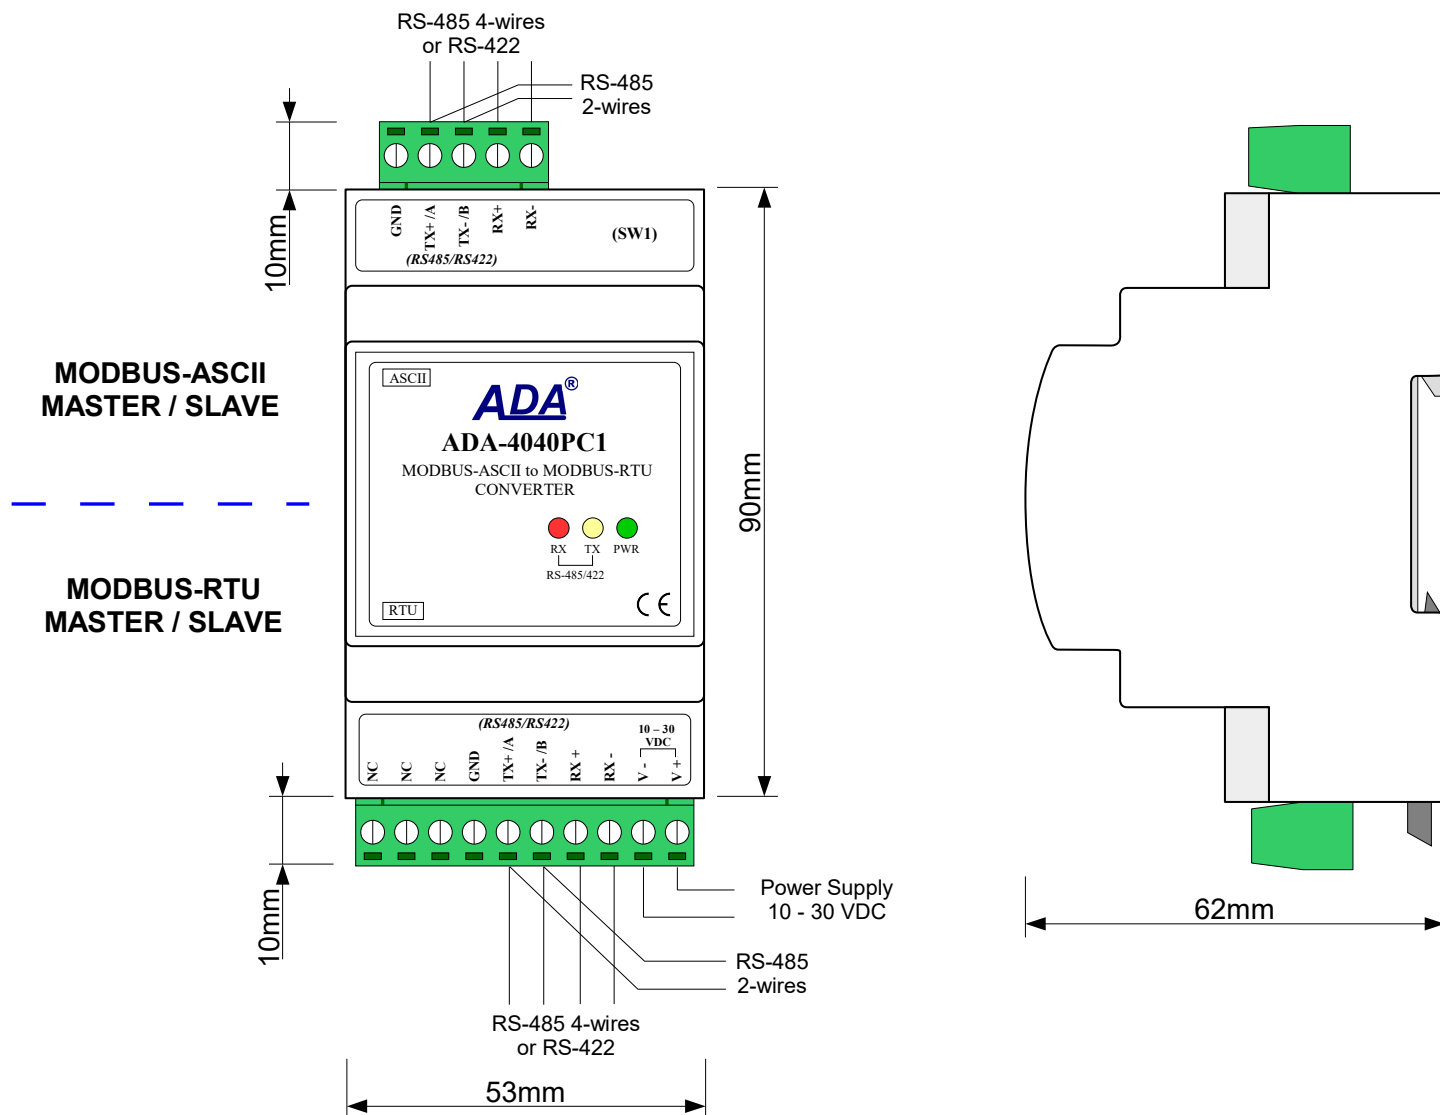 RS-485 4-wires
or RS-422
RS-485
2-wires
10mm
GND
TX+ /A
TX- /B
RX+
RX-
(RS485/RS422)
(SW1)
MODBUS-ASCII
MASTER / SLAVE
ASCII
ADA®
ADA-4040PC1
MODBUS-ASCII to MODBUS-RTU
CONVERTER
RX TX PWR
RS-485/422
RTU
CE
90mm
MODBUS-RTU
MASTER / SLAVE
(RS485/RS422)
10 – 30
VDC
NC
NC
NC
GND
TX+ /A
TX- /B
RX +
RX -
V -
V +
10mm
Power Supply
10 - 30 VDC
RS-485
2-wires
RS-485 4-wires
or RS-422
53mm
62mm